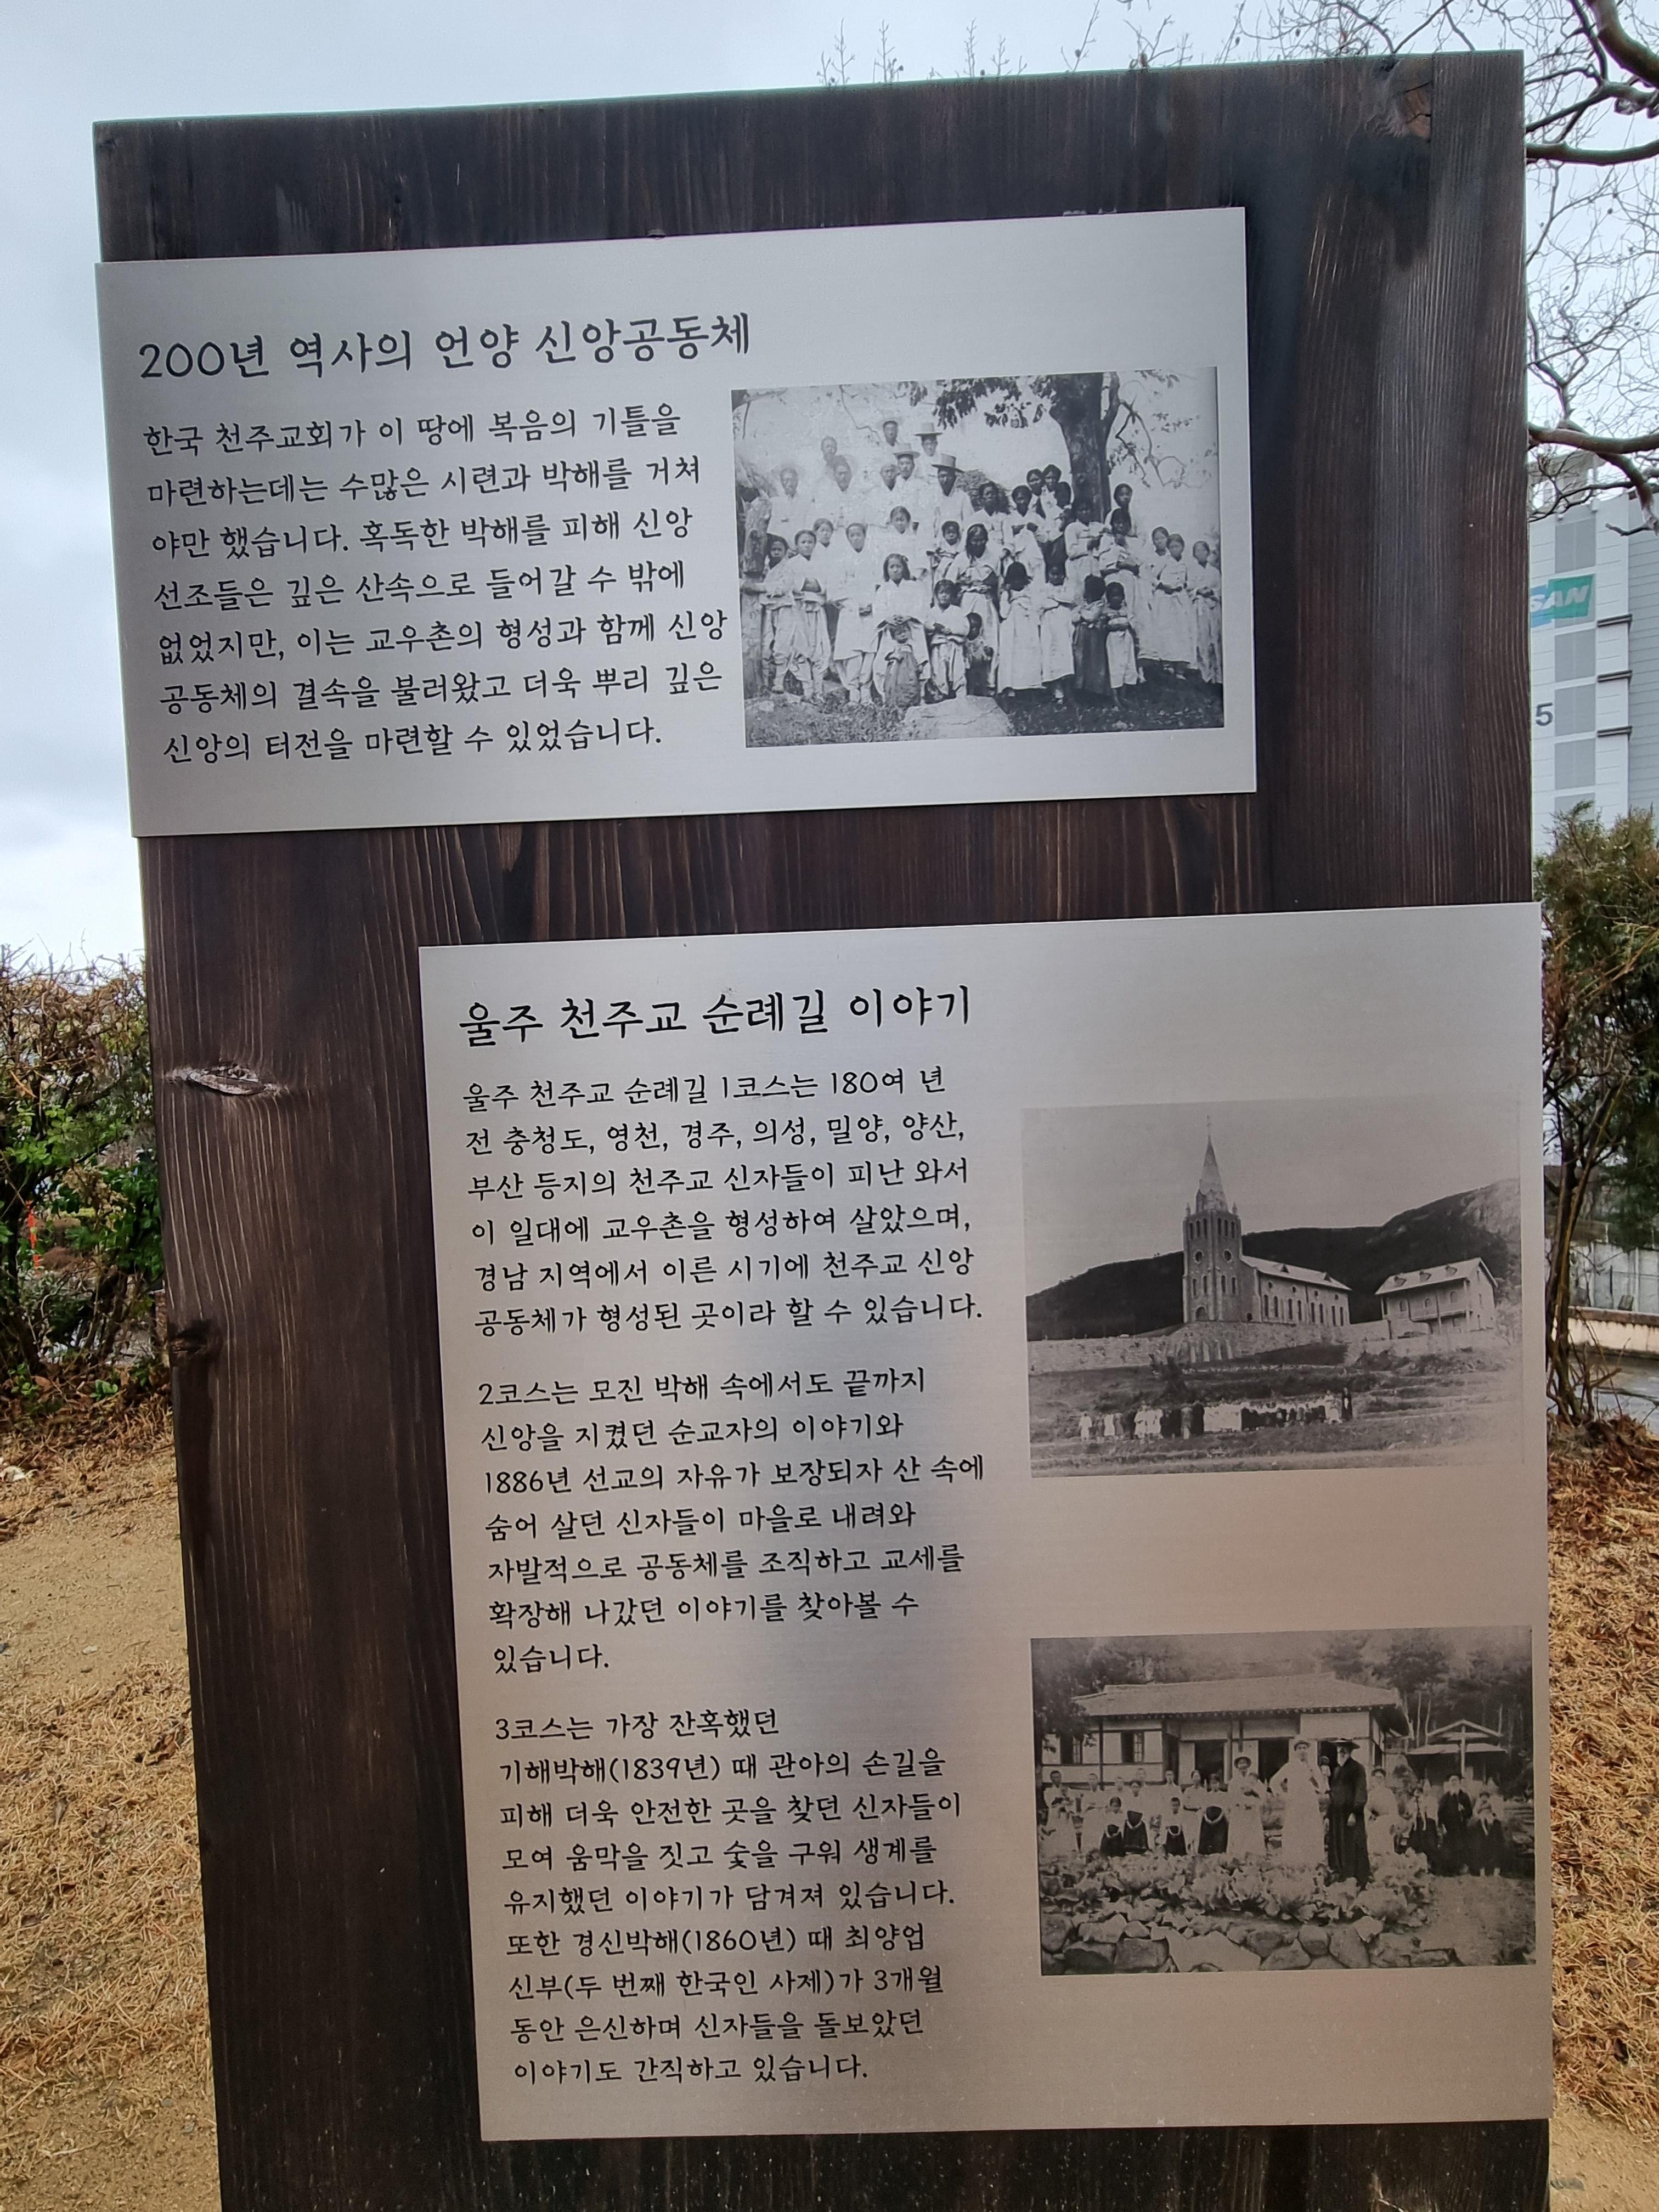 200년 역사의 언양 신앙공동체
한국 천주교회가 이 땅에 복음의 기틀을
마련하는데는 수많은 시련과 박해를 거쳐
야만 했습니다. 혹독한 박해를 피해 신앙
선조들은 깊은 산속으로 들어갈 수 밖에
없었지만, 이는 교우촌의 형성과 함께 신앙
공동체의 결속을 불러왔고 더욱 뿌리 깊은
신앙의 터전을 마련할 수 있었습니다.
울주 천주교 순례길 이야기
울주 천주교 순례길 1코스는 180여 년
전 충청도, 영천, 경주, 의성, 밀양, 양산,
부산 등지의 천주교 신자들이 피난 와서
이 일대에 교우촌을 형성하여 살았으며,
경남 지역에서 이른 시기에 천주교 신앙
공동체가 형성된 곳이라 할 수 있습니다.
2코스는 모진 박해 속에서도 끝까지
신앙을 지켰던 순교자의 이야기와
1886년 선교의 자유가 보장되자 산 속에
숨어 살던 신자들이 마을로 내려와
자발적으로 공동체를 조직하고 교세를
확장해 나갔던 이야기를 찾아볼 수
있습니다.
3코스는 가장 잔혹했던
기해박해(1839년) 때 관아의 손길을
피해 더욱 안전한 곳을 찾던 신자들이
모여 움막을 짓고 숯을 구워 생계를
유지했던 이야기가 담겨져 있습니다.
또한 경신박해(1860년) 때 최양업
신부(두 번째 한국인 사제)가 3개월
동안 은신하며 신자들을 돌보았던
이야기도 간직하고 있습니다.
SAN
5